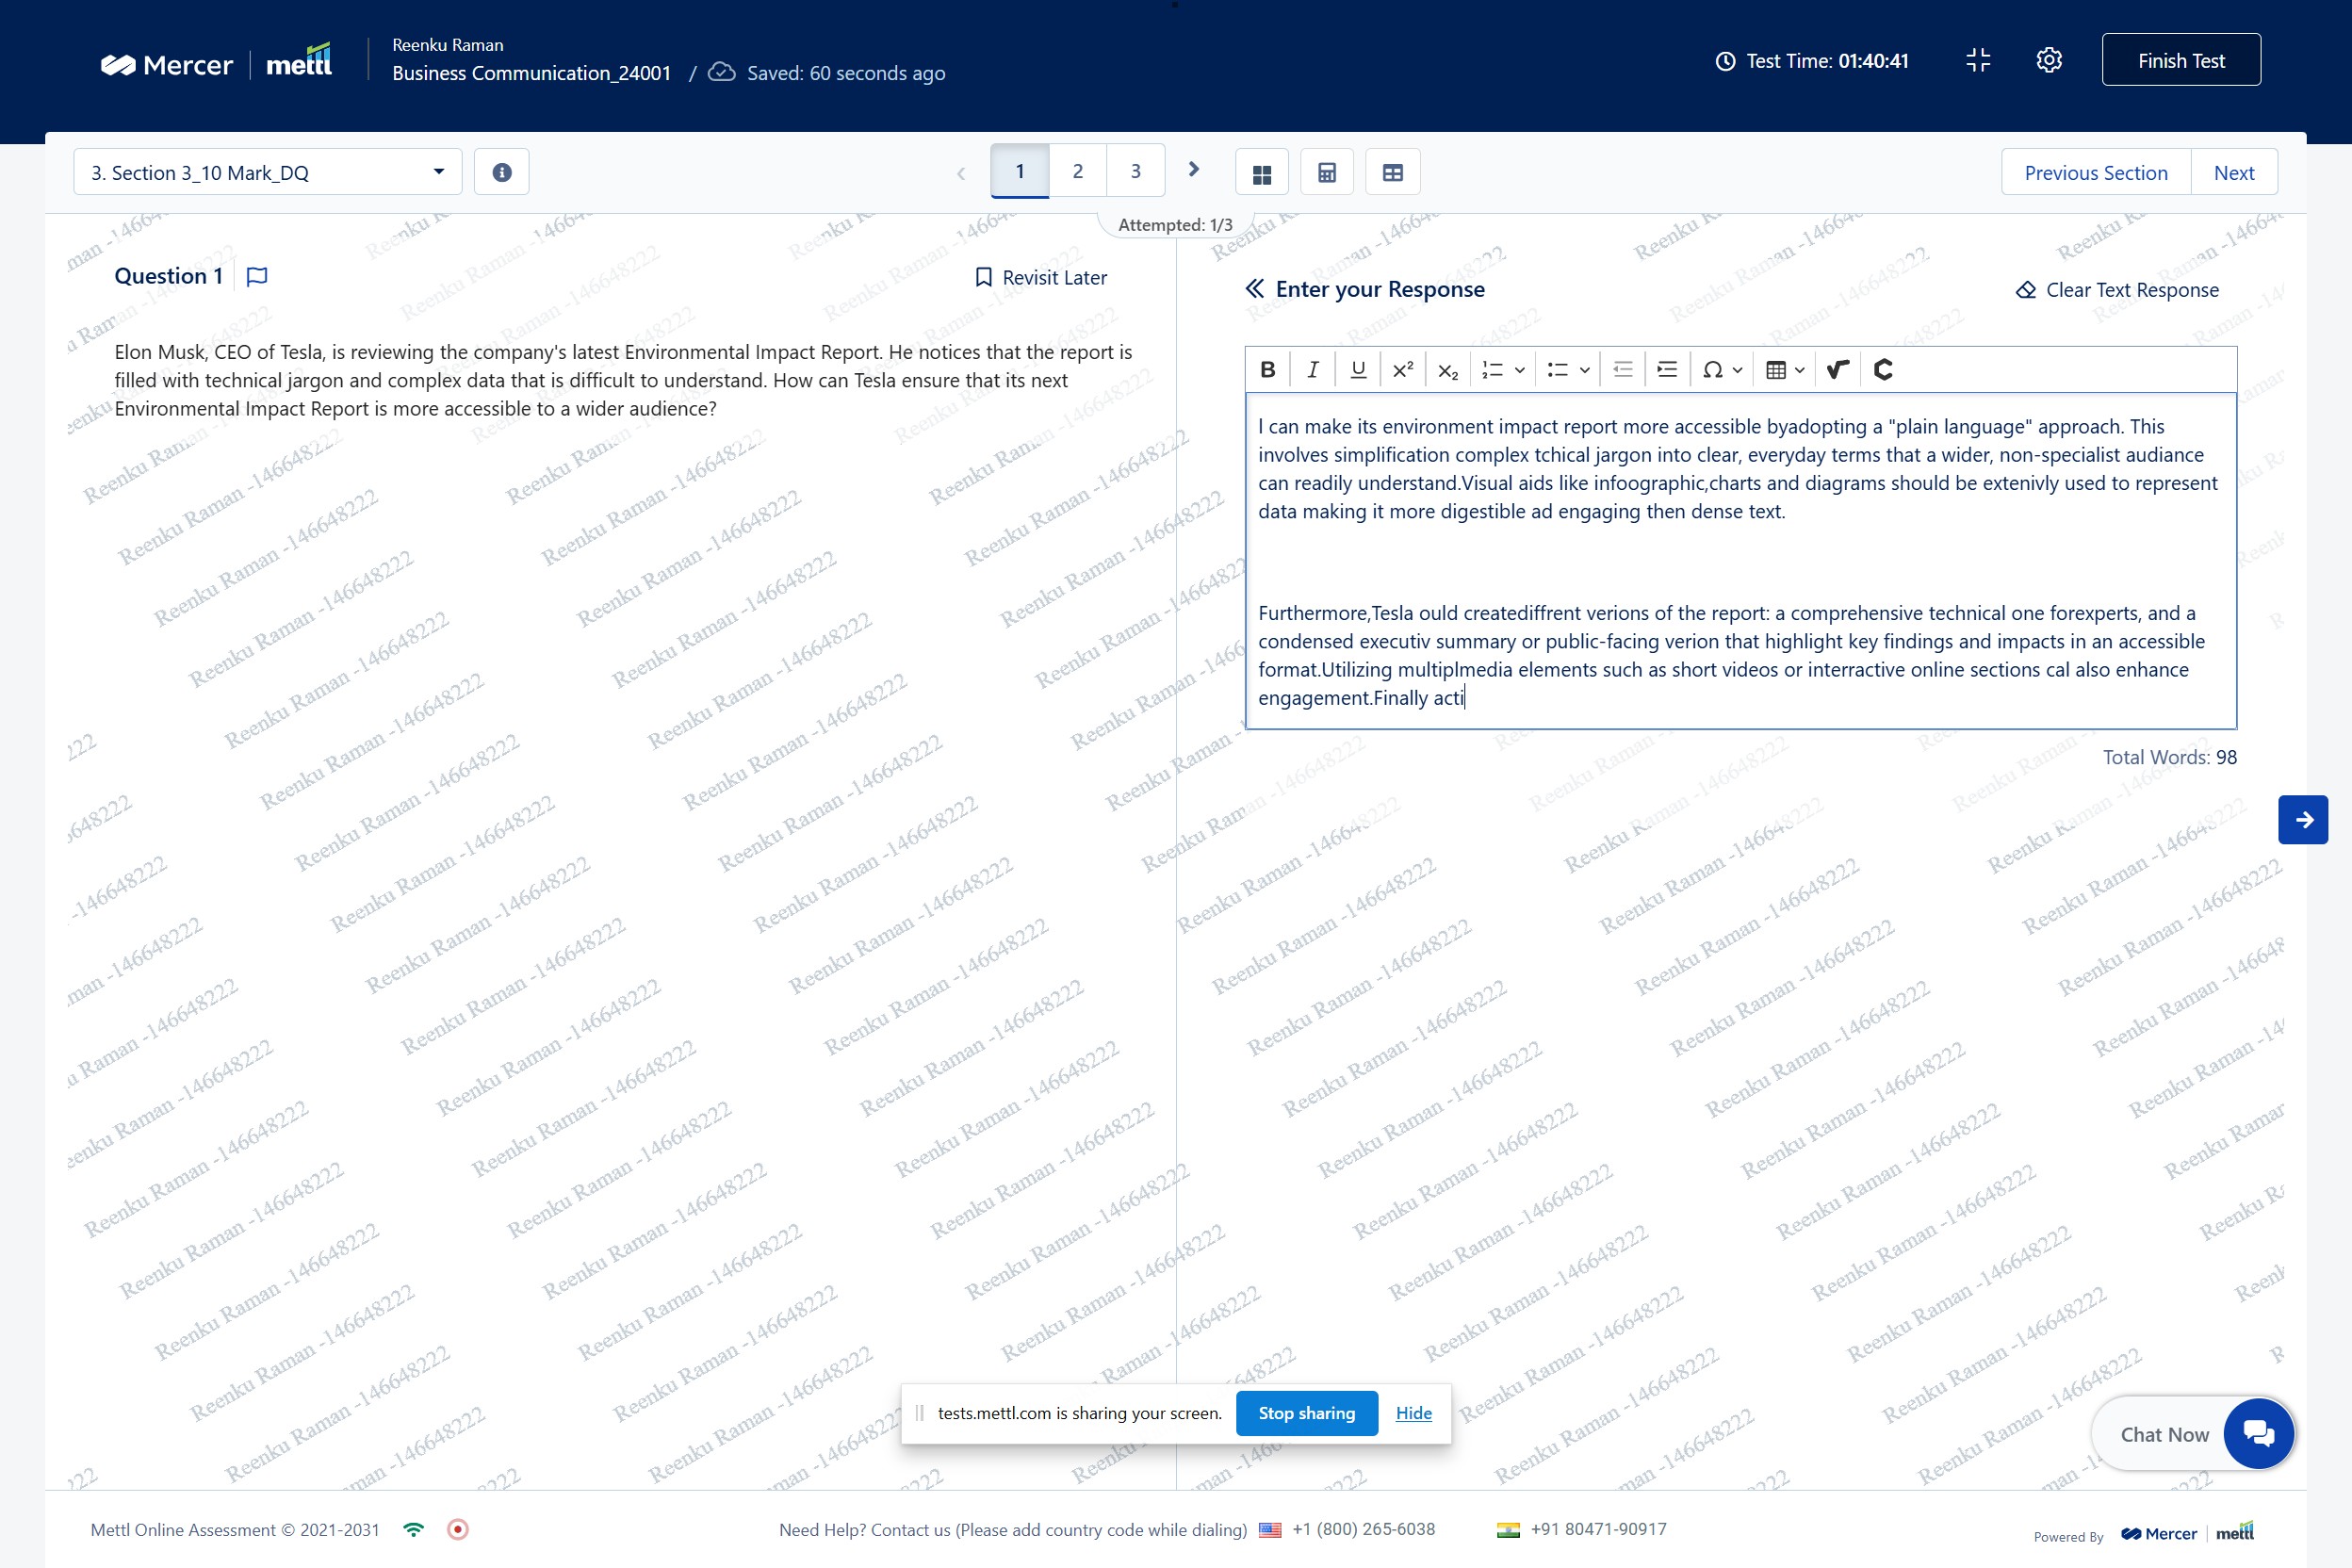 Mercer mettl
Reenku Raman
Business Communication_24001 / Saved: 60 seconds ago
Test Time: 01:40:41
Finish Test
3. Section 3_10 Mark_DQ
1 2 3
Previous Section Next
Attempted: 1/3
Question 1
Revisit Later
Elon Musk, CEO of Tesla, is reviewing the company's latest Environmental Impact Report. He notices that the report is
filled with technical jargon and complex data that is difficult to understand. How can Tesla ensure that its next
Environmental Impact Report is more accessible to a wider audience?
Enter your Response
Clear Text Response
B I U x² x₂ Ω
I can make its environment impact report more accessible byadopting a "plain language" approach. This
involves simplification complex tchical jargon into clear, everyday terms that a wider, non-specialist audiance
can readily understand.Visual aids like infoographic,charts and diagrams should be extenivly used to represent
data making it more digestible ad engaging then dense text.
Furthermore,Tesla ould creatediffrent verions of the report: a comprehensive technical one forexperts, and a
condensed executiv summary or public-facing verion that highlight key findings and impacts in an accessible
format.Utilizing multiplmedia elements such as short videos or interractive online sections cal also enhance
engagement.Finally acti
Total Words: 98
Reenku Raman -146648222
tests.mettl.com is sharing your screen. Stop sharing Hide
Chat Now
Mettl Online Assessment © 2021-2031
Need Help? Contact us (Please add country code while dialing) +1 (800) 265-6038 +91 80471-90917
Powered By Mercer mettl